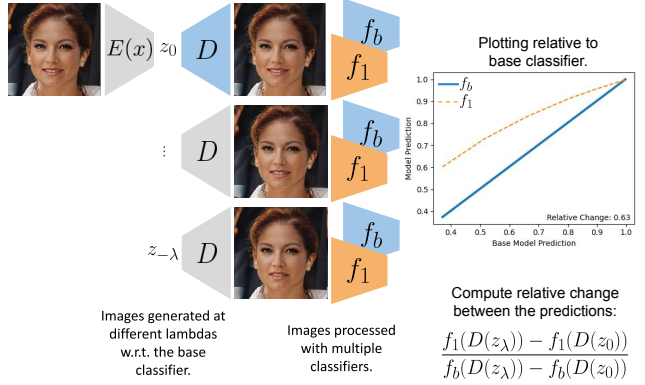 E(x) z_0 D f_b
f_1
⋮ D f_b
f_1
z_{-λ} D f_b
f_1
Images generated at
different lambdas
w.r.t. the base
classifier.
Images processed
with multiple
classifiers.
Plotting relative to
base classifier.
f_b
f_1
1.0
0.9
0.8
0.7
0.6
0.5
0.4
Model Prediction
Relative Change: 0.63
0.4 0.5 0.6 0.7 0.8 0.9 1.0
Base Model Prediction
Compute relative change
between the predictions:
f_1(D(z_λ)) − f_1(D(z_0))
f_b(D(z_λ)) − f_b(D(z_0))